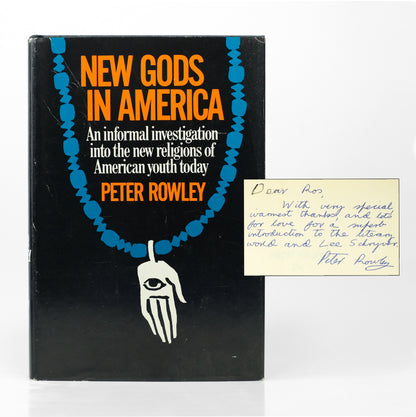 NEW GODS
IN AMERICA
An informal investigation
into the new religions of
American youth today
PETER ROWLEY
Dear Ros,
With very special
warmest thanks, and lots
for love for a superb
introduction to the literary
world and Lee Schryver.
Peter Rowley